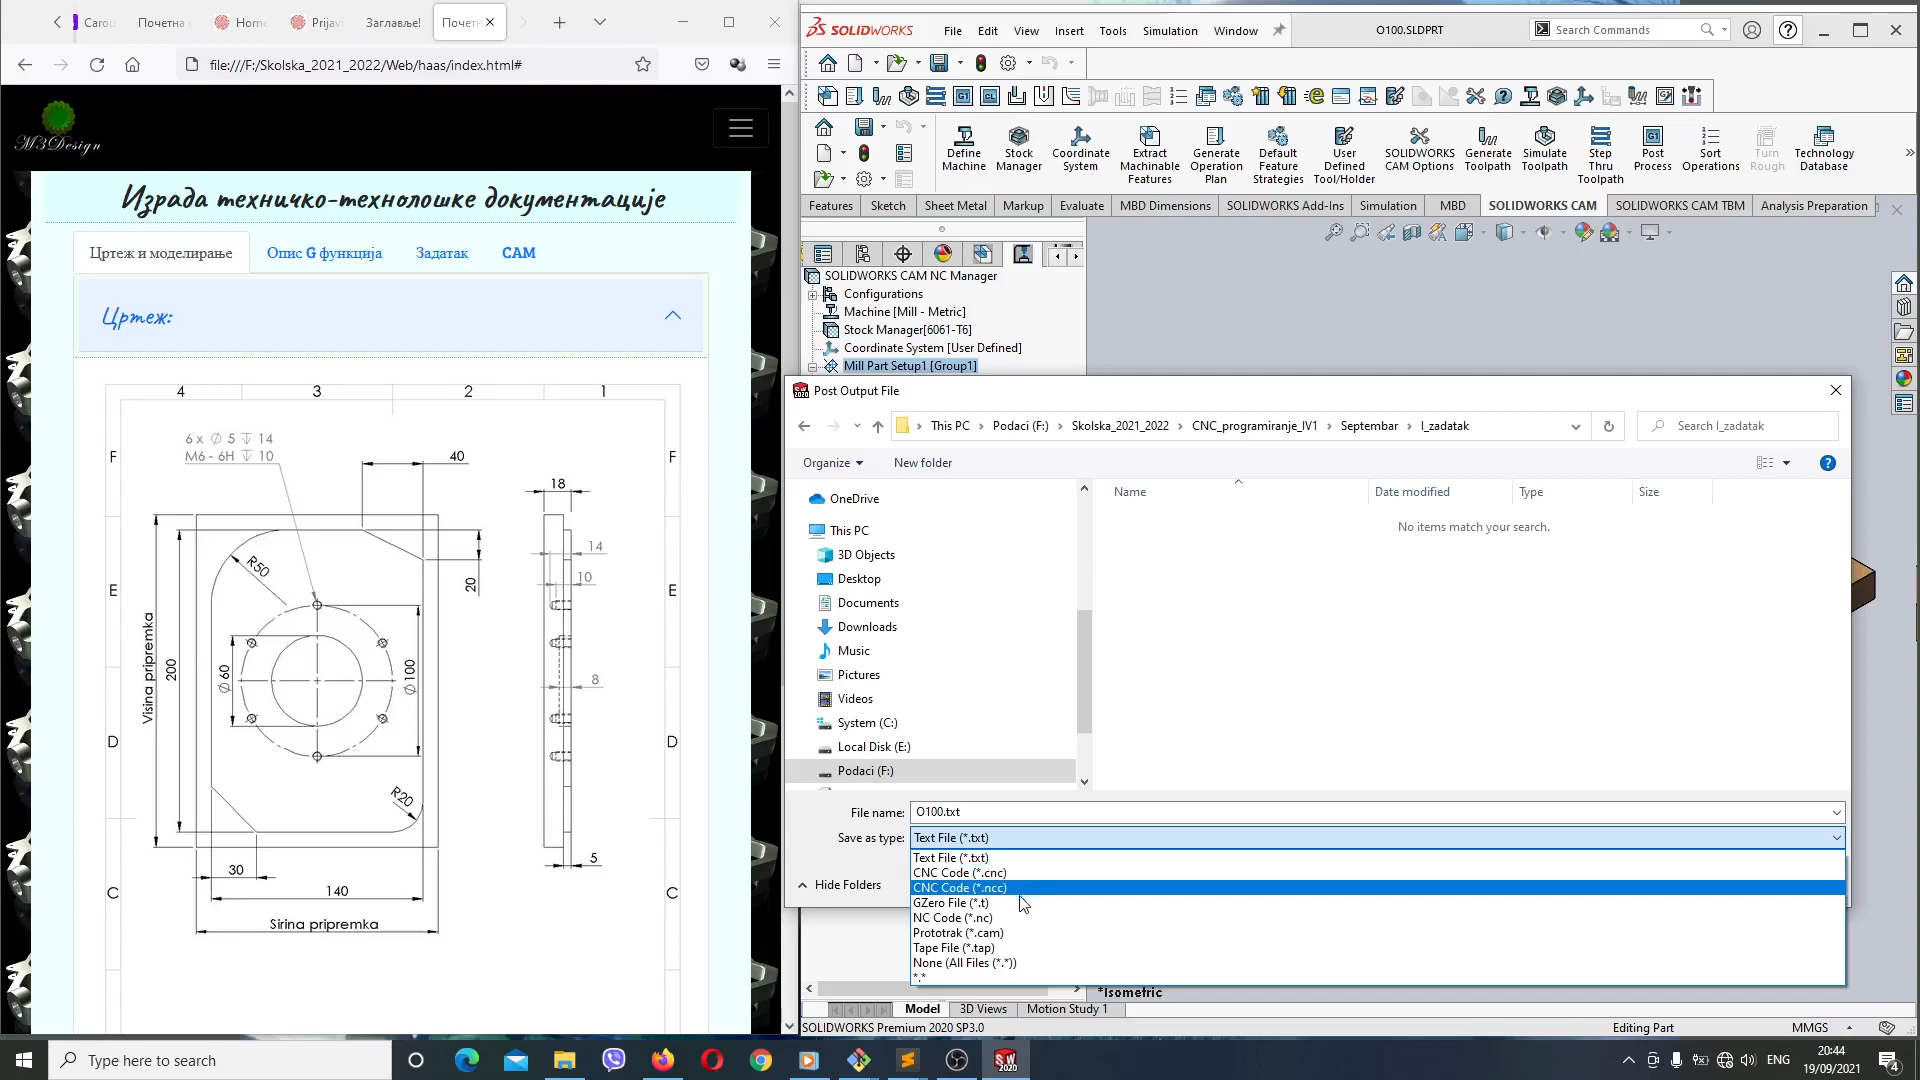 Carou
Почетна
Home
Prijav
Заглавље!
Почетн
file:///F:/Skolska_2021_2022/Web/haas/index.html#
M3Design
Израда техничко-технолошке документације
Цртеж и моделирање
Опис G функција
Задатак
CAM
Цртеж:
4
3
2
1
6 x ∅ 5 ↧ 14
M6 - 6H ↧ 10
40
18
F
F
14
R50
10
20
E
E
Visina pripremka
200
∅ 60
∅ 100
8
D
D
R20
5
30
140
C
C
Sirina pripremka
SOLIDWORKS
File
Edit
View
Insert
Tools
Simulation
Window
O100.SLDPRT
Search Commands
Define Machine
Stock Manager
Coordinate System
Extract Machinable Features
Generate Operation Plan
Default Feature Strategies
User Defined Tool/Holder
SOLIDWORKS CAM Options
Generate Toolpath
Simulate Toolpath
Step Thru Toolpath
Post Process
Sort Operations
Turn Rough
Technology Database
Features
Sketch
Sheet Metal
Markup
Evaluate
MBD Dimensions
SOLIDWORKS Add-Ins
Simulation
MBD
SOLIDWORKS CAM
SOLIDWORKS CAM TBM
Analysis Preparation
SOLIDWORKS CAM NC Manager
Configurations
Machine [Mill - Metric]
Stock Manager[6061-T6]
Coordinate System [User Defined]
Mill Part Setup1 [Group1]
Post Output File
This PC
Podaci (F:)
Skolska_2021_2022
CNC_programiranje_IV1
Septembar
I_zadatak
Search I_zadatak
Organize
New folder
Name
Date modified
Type
Size
No items match your search.
OneDrive
This PC
3D Objects
Desktop
Documents
Downloads
Music
Pictures
Videos
System (C:)
Local Disk (E:)
Podaci (F:)
File name:
O100.txt
Save as type:
Text File (*.txt)
Text File (*.txt)
CNC Code (*.cnc)
CNC Code (*.ncc)
GZero File (*.t)
NC Code (*.nc)
Prototrak (*.cam)
Tape File (*.tap)
None (All Files (*.*))
*.*
Hide Folders
*Isometric
Model
3D Views
Motion Study 1
SOLIDWORKS Premium 2020 SP3.0
Editing Part
MMGS
Type here to search
ENG
20:44
19/09/2021
4